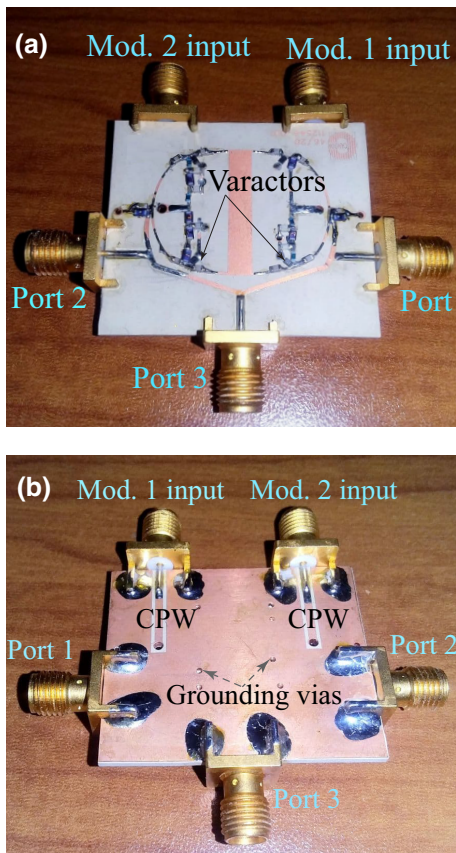 (a)
Mod. 2 input
Mod. 1 input
Varactors
Port 2
Port
Port 3
(b)
Mod. 1 input
Mod. 2 input
CPW
CPW
Port 1
Port 2
Grounding vias
Port 3